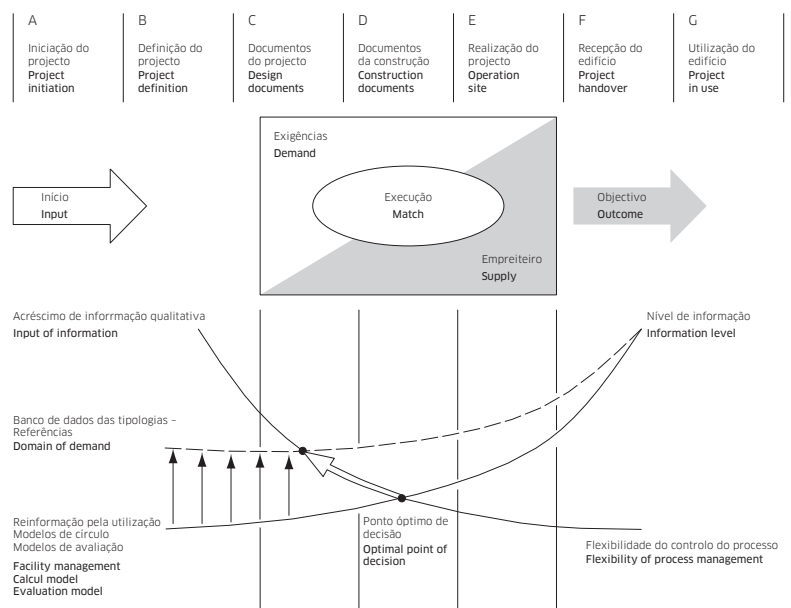 A
Iniciação do
projecto
Project
initiation
B
Definição do
projecto
Project
definition
C
Documentos
do projecto
Design
documents
D
Documentos
da construção
Construction
documents
E
Realização do
projecto
Operation
site
F
Recepção do
edifício
Project
handover
G
Utilização do
edifício
Project
in use
Início
Input
Exigências
Demand
Execução
Match
Empreiteiro
Supply
Objectivo
Outcome
Acréscimo de inforrmação qualitativa
Input of information
Nível de informação
Information level
Banco de dados das tipologias –
Referências
Domain of demand
Reinformação pela utilização
Modelos de círculo
Modelos de avaliação
Facility management
Calcul model
Evaluation model
Ponto óptimo de
decisão
Optimal point of
decision
Flexibilidade do controlo do processo
Flexibility of process management